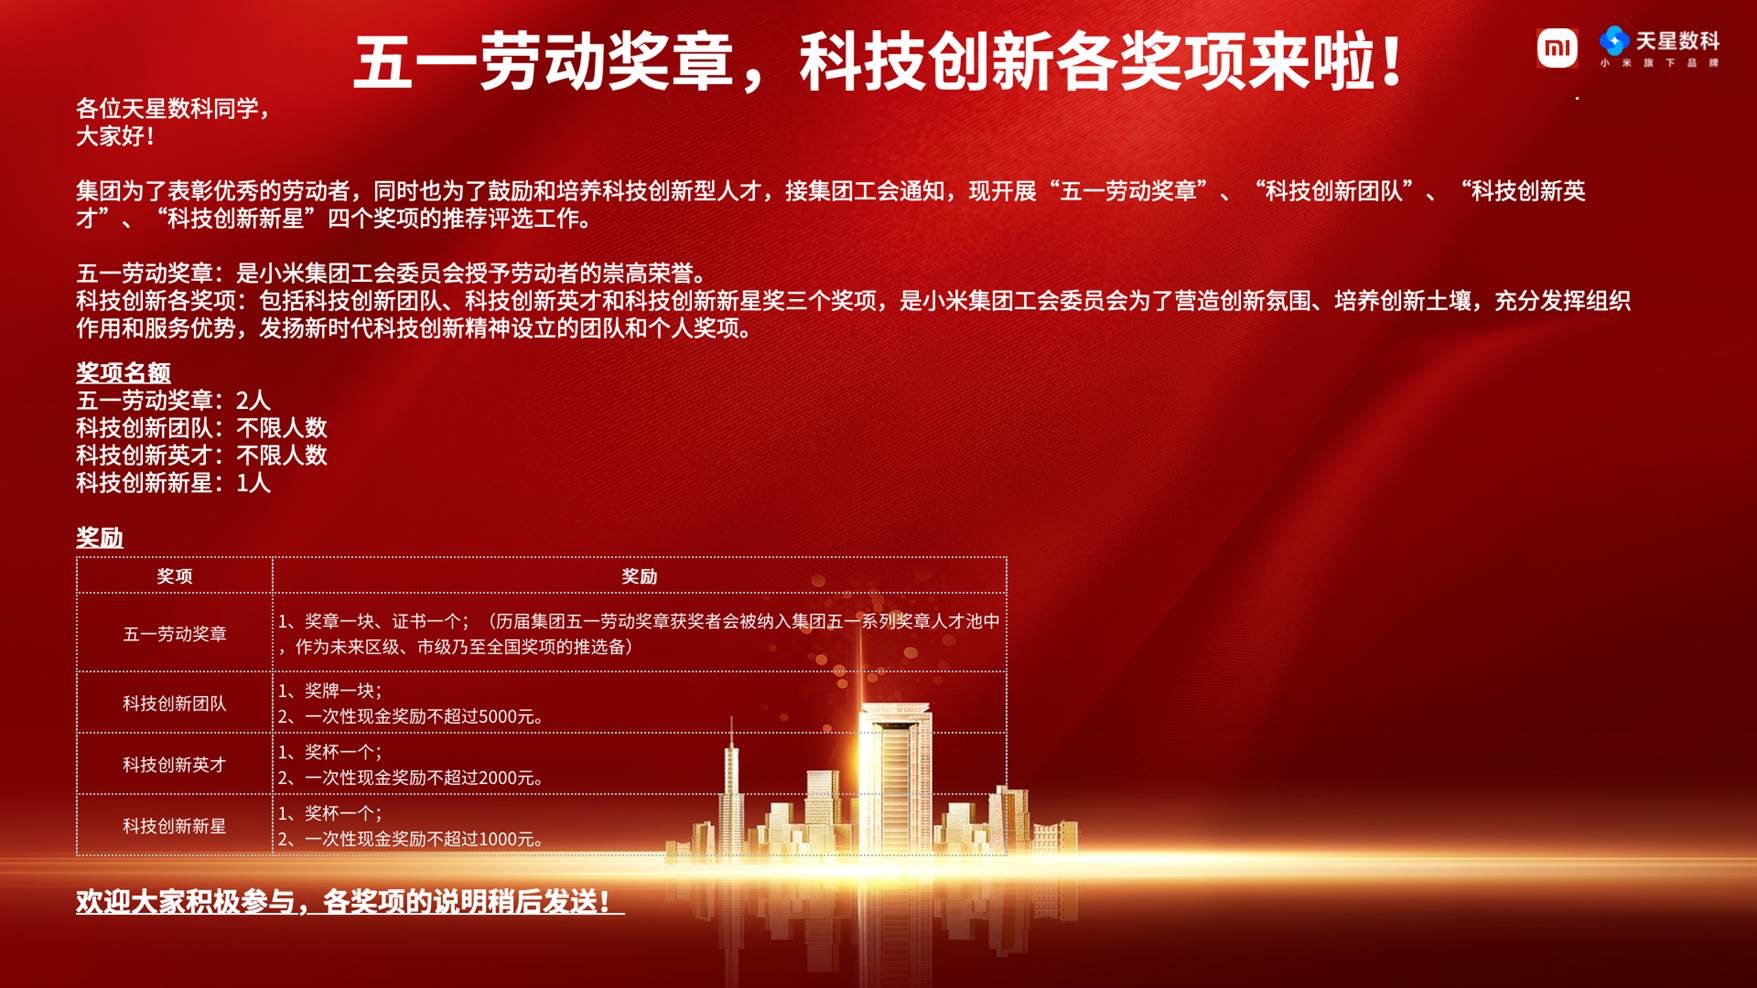 五一劳动奖章，科技创新各奖项来啦！
天星数科
小米旗下品牌
各位天星数科同学，
大家好！
集团为了表彰优秀的劳动者，同时也为了鼓励和培养科技创新型人才，接集团工会通知，现开展“五一劳动奖章”、“科技创新团队”、“科技创新英
才”、“科技创新新星”四个奖项的推荐评选工作。
五一劳动奖章：是小米集团工会委员会授予劳动者的崇高荣誉。
科技创新各奖项：包括科技创新团队、科技创新英才和科技创新新星奖三个奖项，是小米集团工会委员会为了营造创新氛围、培养创新土壤，充分发挥组织
作用和服务优势，发扬新时代科技创新精神设立的团队和个人奖项。
奖项名额
五一劳动奖章：2人
科技创新团队：不限人数
科技创新英才：不限人数
科技创新新星：1人
奖励
奖项 奖励
五一劳动奖章
1、奖章一块、证书一个；（历届集团五一劳动奖章获奖者会被纳入集团五一系列奖章人才池中
，作为未来区级、市级乃至全国奖项的推选备）
科技创新团队
1、奖牌一块；
2、一次性现金奖励不超过5000元。
科技创新英才
1、奖杯一个；
2、一次性现金奖励不超过2000元。
科技创新新星
1、奖杯一个；
2、一次性现金奖励不超过1000元。
欢迎大家积极参与，各奖项的说明稍后发送！